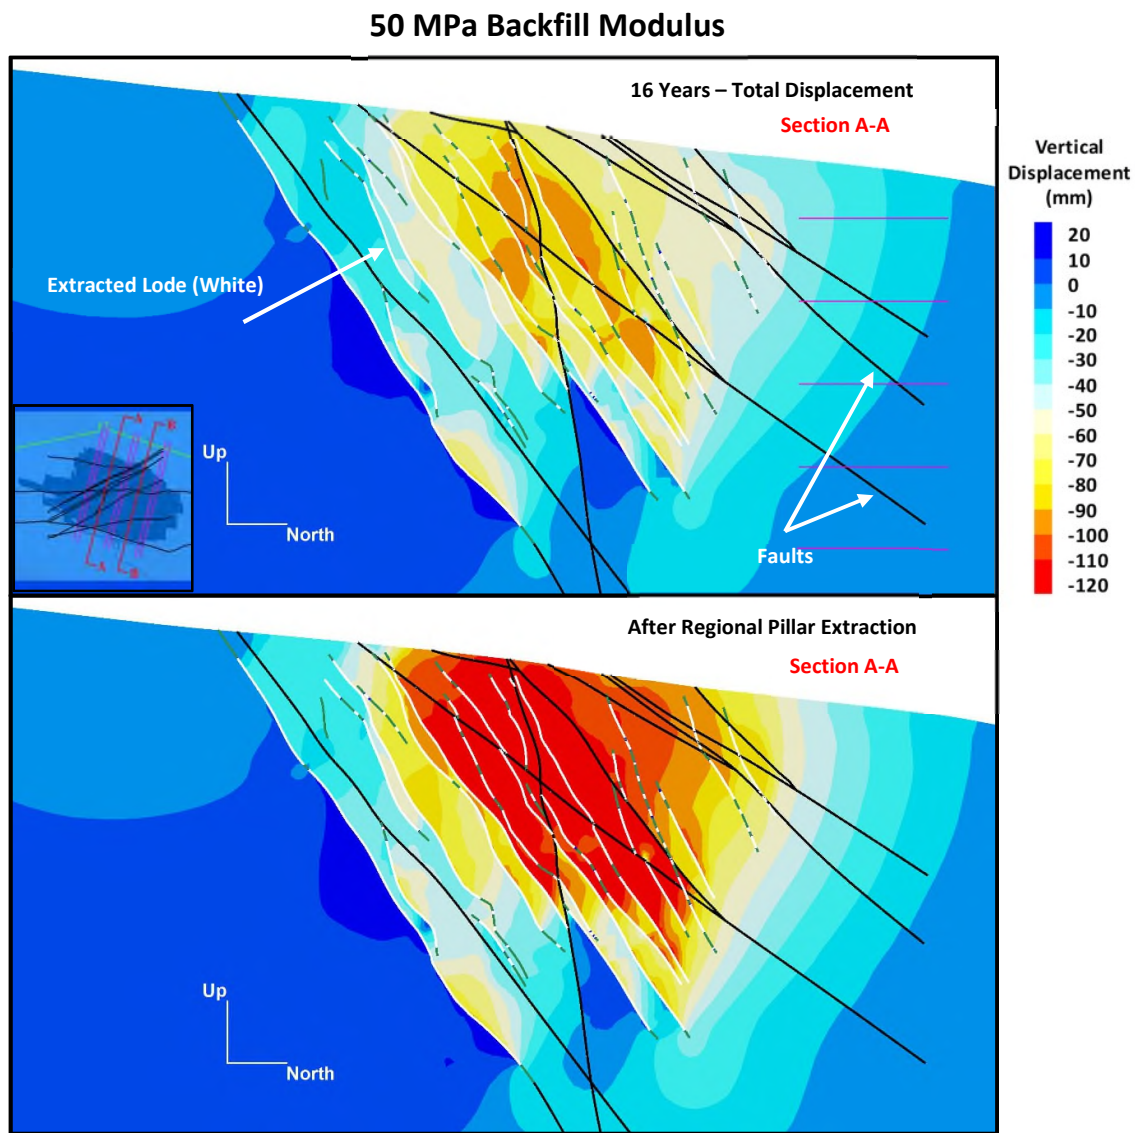 50 MPa Backfill Modulus
16 Years – Total Displacement
Section A-A
Extracted Lode (White)
Up
North
Faults
A
B
A
B
Vertical
Displacement
(mm)
20
10
0
-10
-20
-30
-40
-50
-60
-70
-80
-90
-100
-110
-120
After Regional Pillar Extraction
Section A-A
Up
North